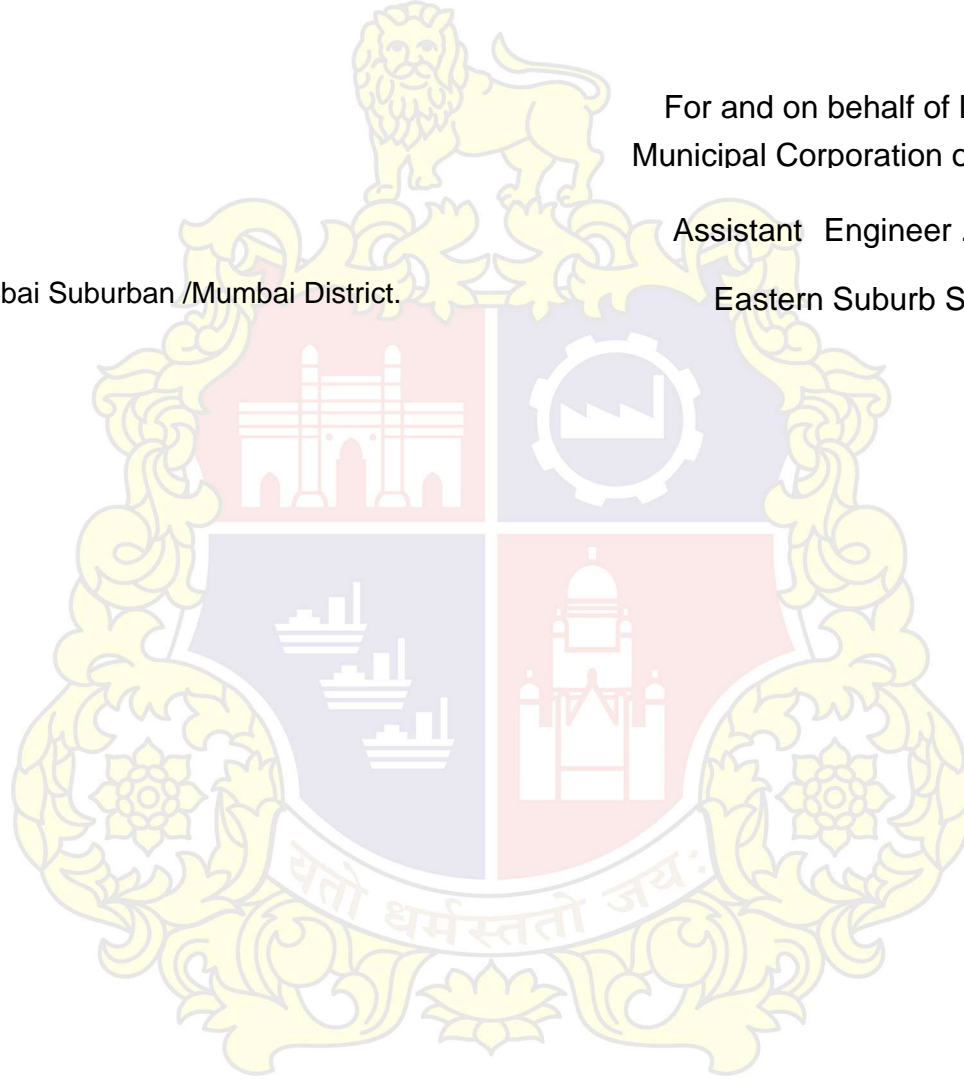 For and on behalf of
Municipal Corporation
Assistant Engineer
bai Suburban /Mumbai District.
Eastern Suburb S
यतो धर्मस्ततो जयः